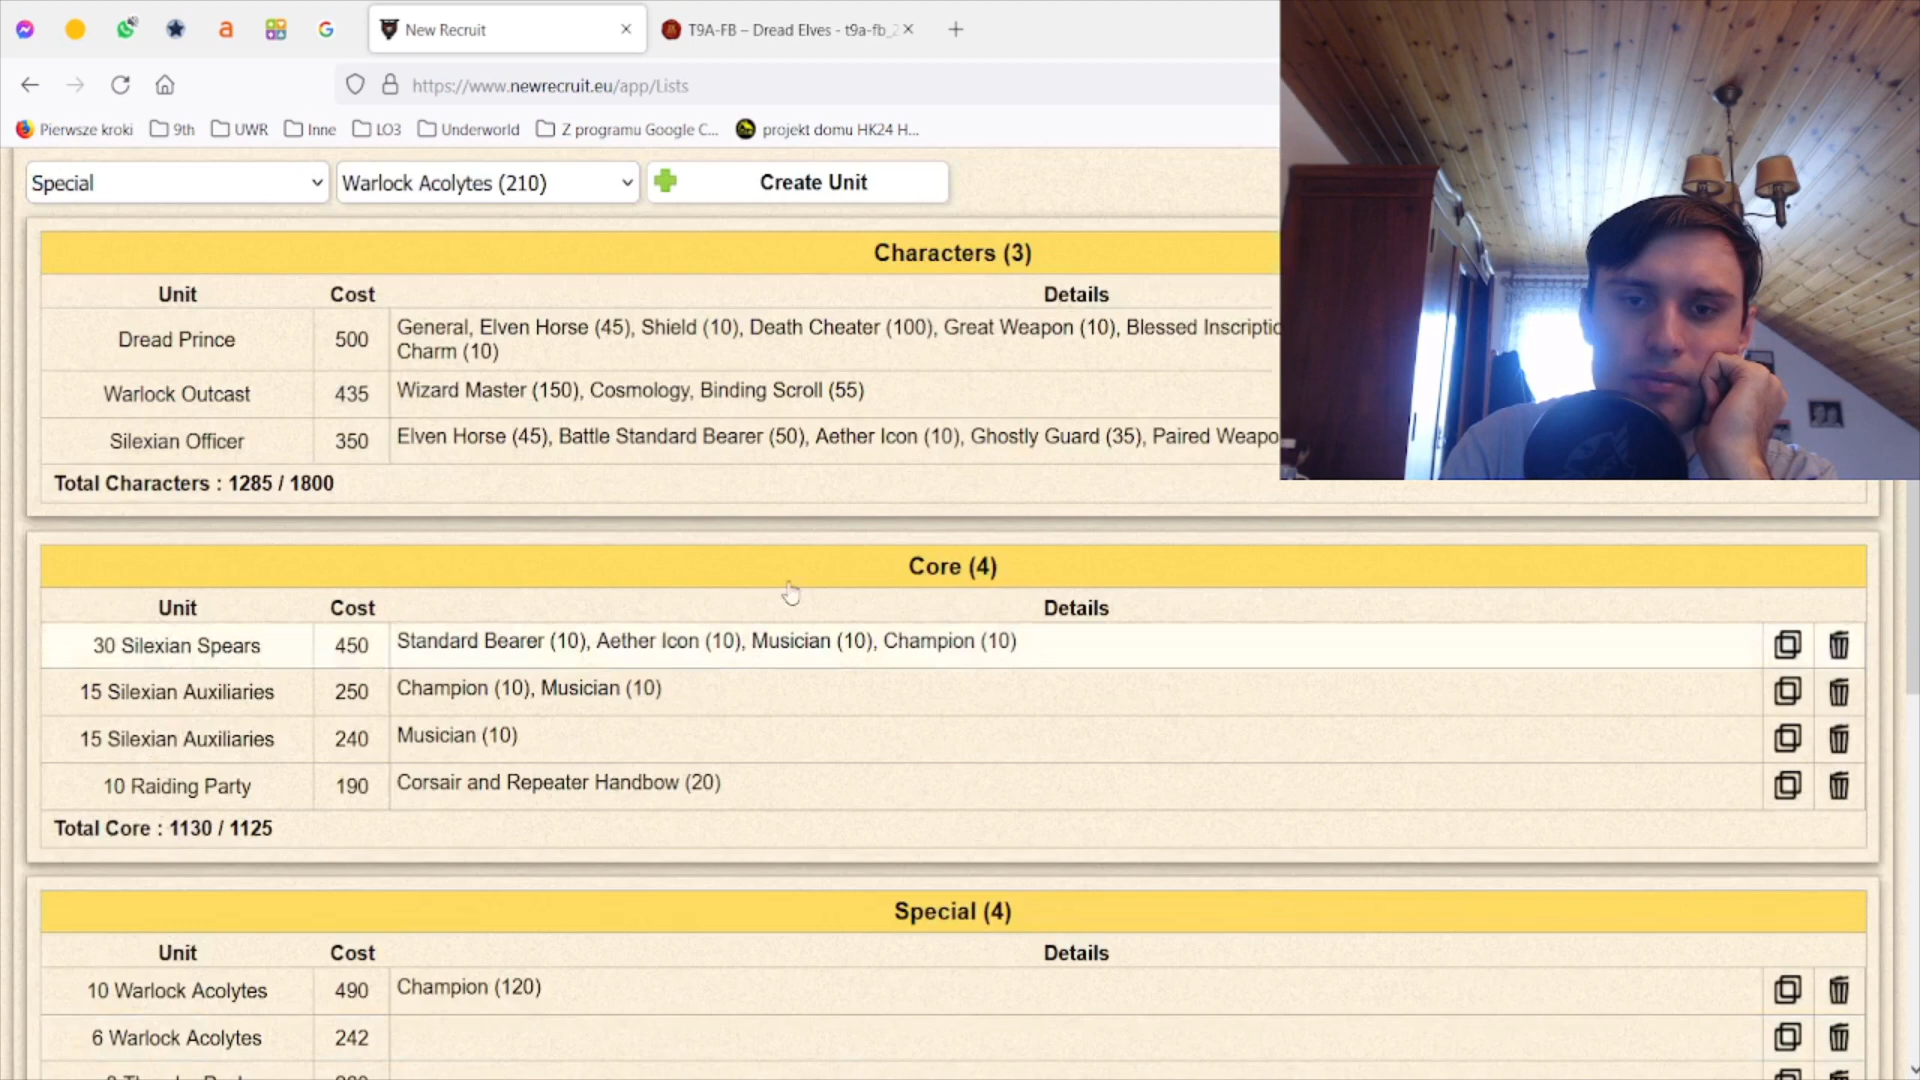 New Recruit
T9A-FB – Dread Elves - t9a-fb_2
https://www.newrecruit.eu/app/Lists
Pierwsze kroki 9th UWR Inne LO3 Underworld Z programu Google C... projekt domu HK24 H...
Special Warlock Acolytes (210) Create Unit
Characters (3)
Unit Cost Details
Dread Prince 500 General, Elven Horse (45), Shield (10), Death Cheater (100), Great Weapon (10), Blessed
Charm (10)
Warlock Outcast 435 Wizard Master (150), Cosmology, Binding Scroll (55)
Silexian Officer 350 Elven Horse (45), Battle Standard Bearer (50), Aether Icon (10), Ghostly Guard (35), Paired
Total Characters : 1285 / 1800
Core (4)
Unit Cost Details
30 Silexian Spears 450 Standard Bearer (10), Aether Icon (10), Musician (10), Champion (10)
15 Silexian Auxiliaries 250 Champion (10), Musician (10)
15 Silexian Auxiliaries 240 Musician (10)
10 Raiding Party 190 Corsair and Repeater Handbow (20)
Total Core : 1130 / 1125
Special (4)
Unit Cost Details
10 Warlock Acolytes 490 Champion (120)
6 Warlock Acolytes 242